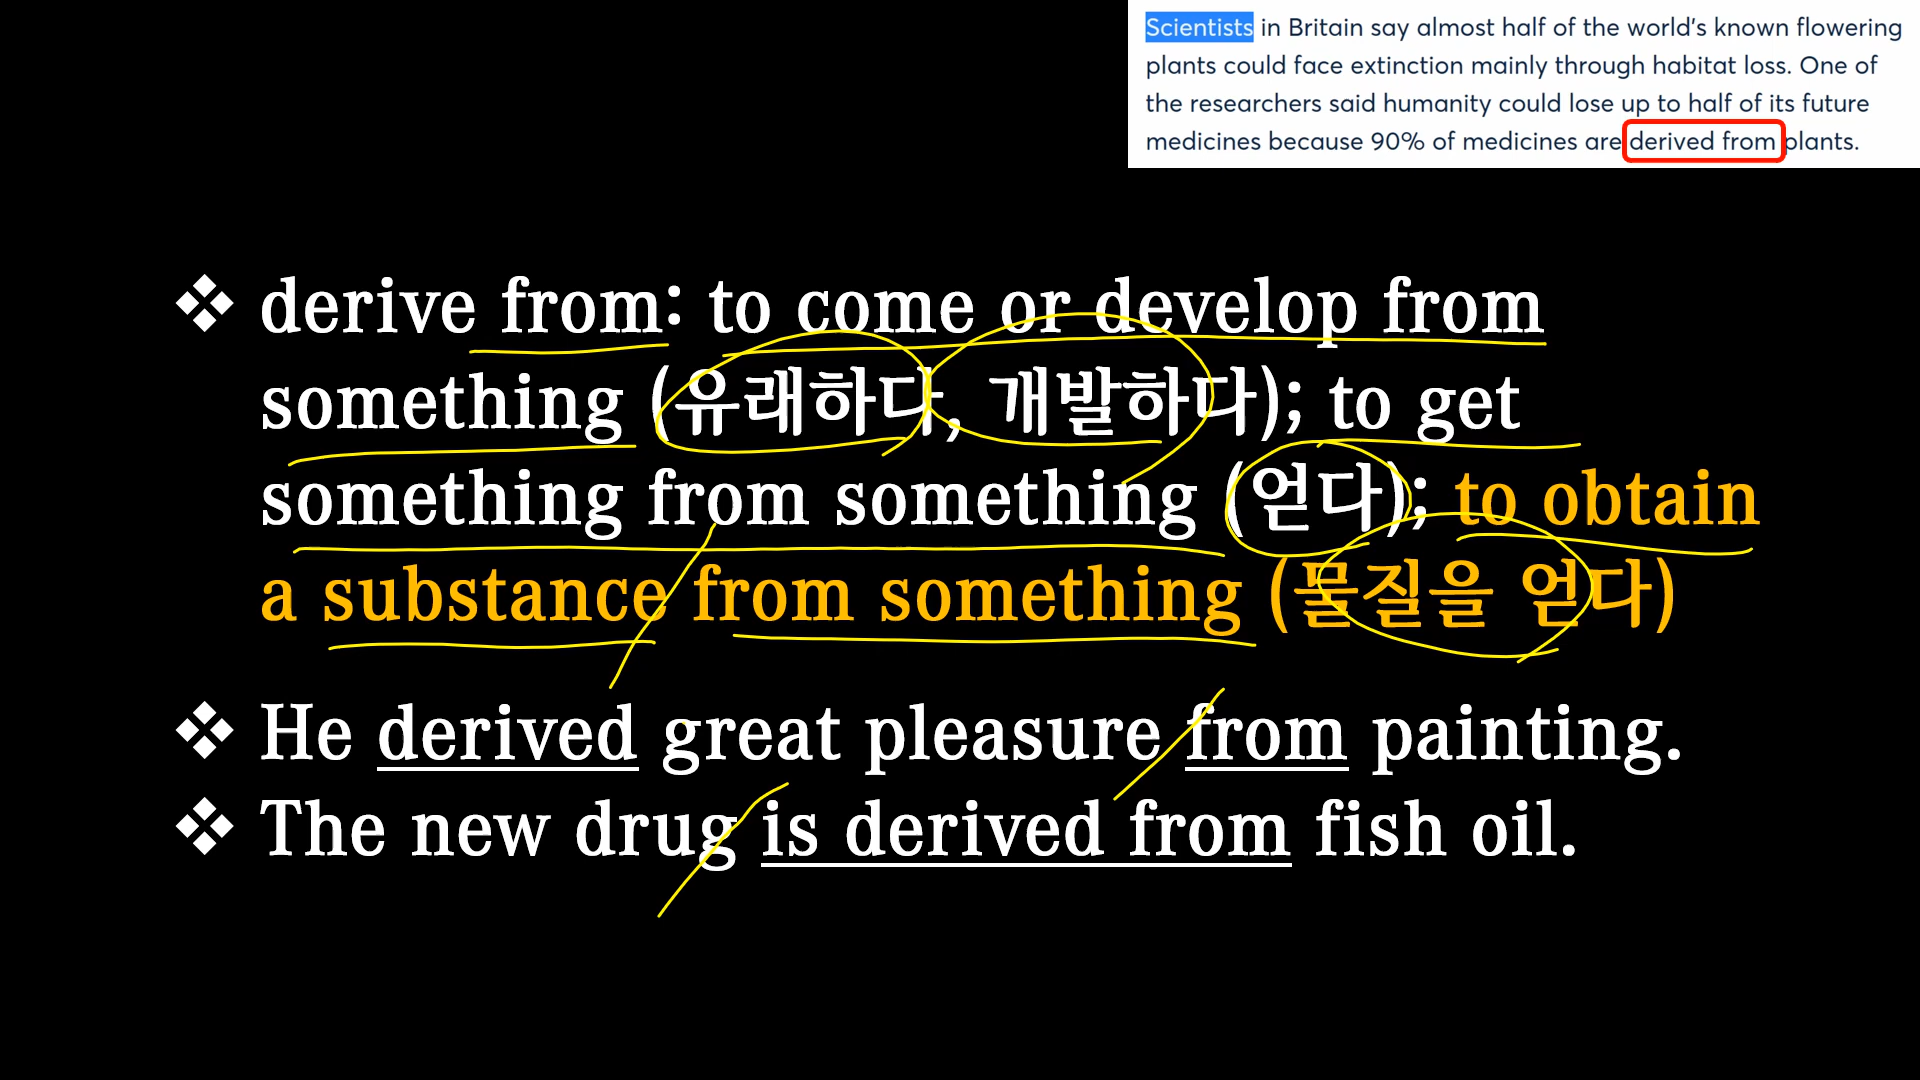 Scientists in Britain say almost half of the world's known flowering
plants could face extinction mainly through habitat loss. One of
the researchers said humanity could lose up to half of its future
medicines because 90% of medicines are derived from plants.
❖ derive from: to come or develop from
something (유래하다, 개발하다); to get
something from something (얻다); to obtain
a substance from something (물질을 얻다)
❖ He derived great pleasure from painting.
❖ The new drug is derived from fish oil.